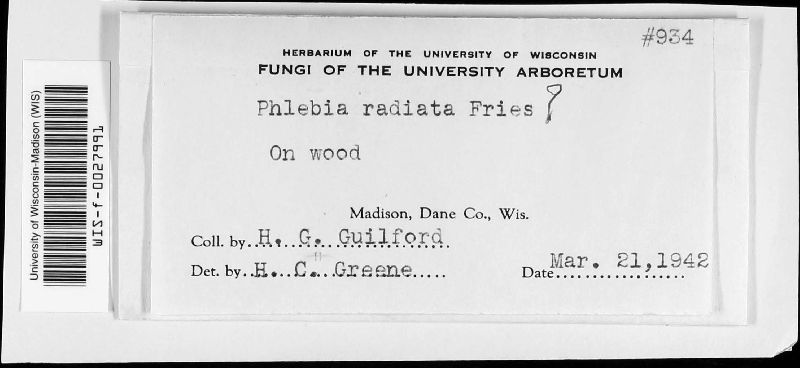 #934
HERBARIUM OF THE UNIVERSITY OF WISCONSIN
FUNGI OF THE UNIVERSITY ARBORETUM
Phlebia radiata Fries ?
On wood
Madison, Dane Co., Wis.
Coll. by H. G. Guilford
Det. by H. C. Greene
Date Mar. 21, 1942
University of Wisconsin-Madison (WIS)
WIS-f-0027991